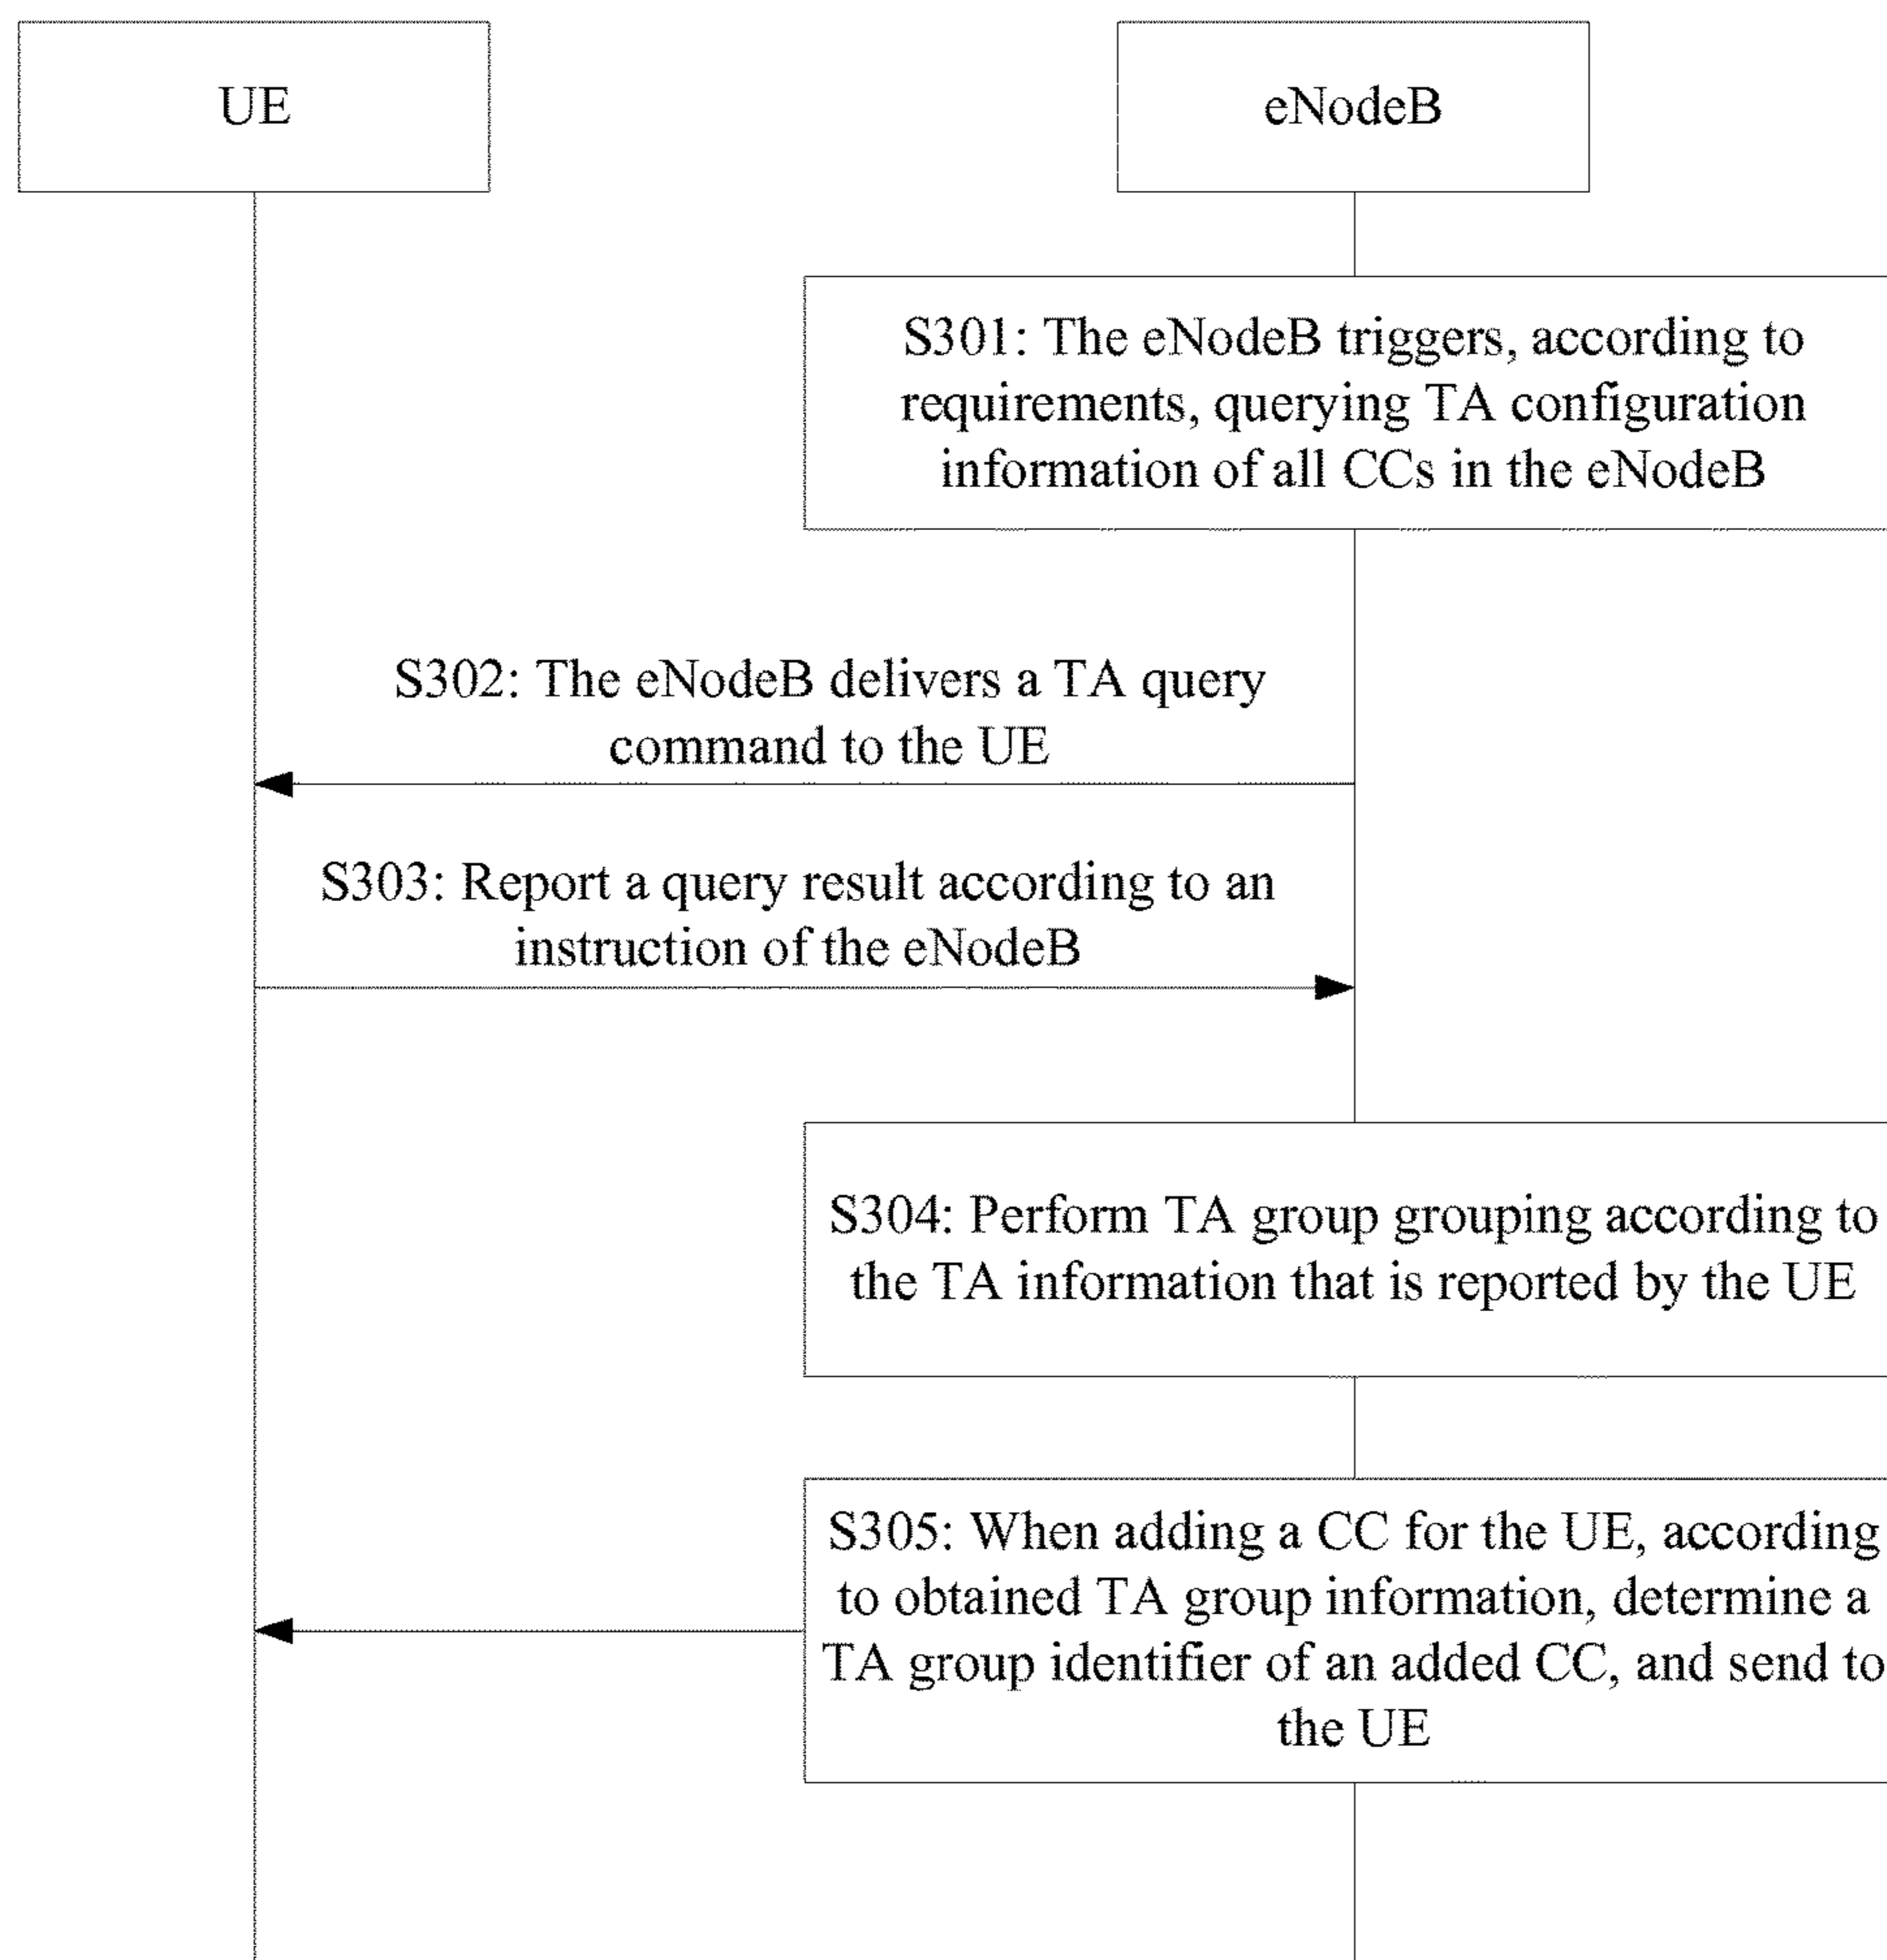 UE
eNodeB
S301: The eNodeB triggers, according to
requirements, querying TA configuration
information of all CCs in the eNodeB
S302: The eNodeB delivers a TA query
command to the UE
S303: Report a query result according to an
instruction of the eNodeB
S304: Perform TA group grouping according to
the TA information that is reported by the UE
S305: When adding a CC for the UE, according
to obtained TA group information, determine a
TA group identifier of an added CC, and send to
the UE